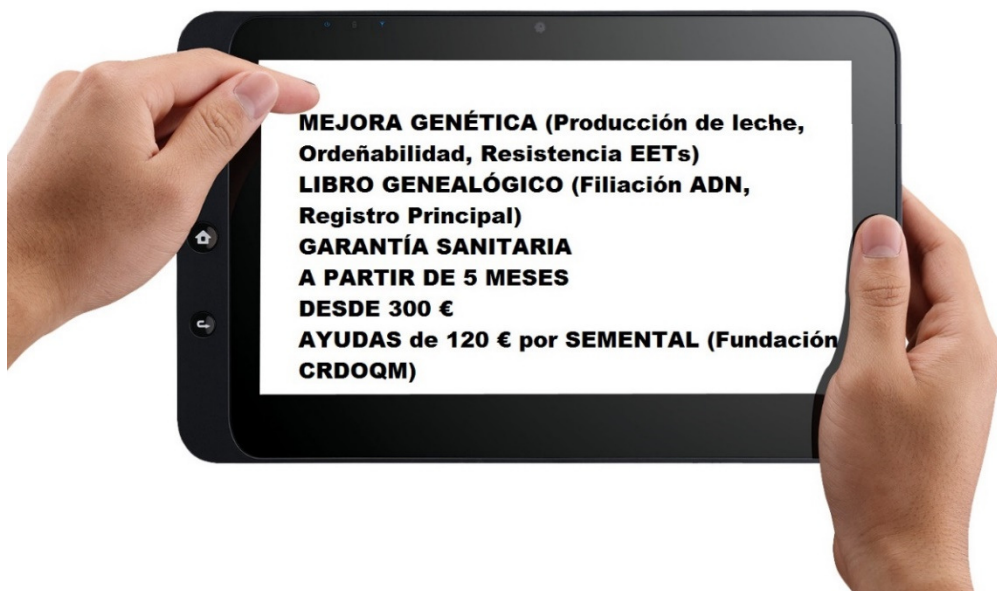 MEJORA GENÉTICA (Producción de leche,
Ordeñabilidad, Resistencia EETs)
LIBRO GENEALÓGICO (Filiación ADN,
Registro Principal)
GARANTÍA SANITARIA
A PARTIR DE 5 MESES
DESDE 300 €
AYUDAS de 120 € por SEMENTAL (Fundación
CRDOQM)